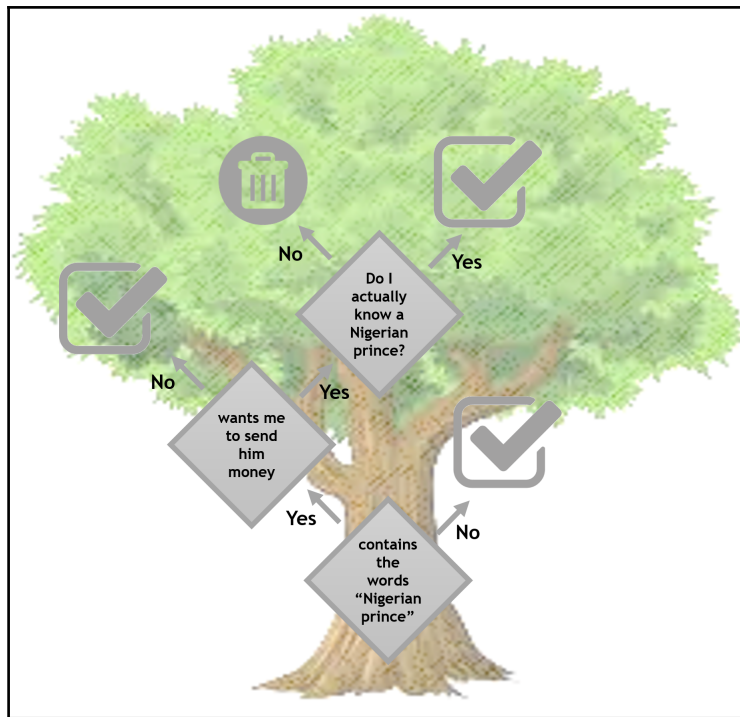 No
Yes
Do I
actually
know a
Nigerian
prince?
No
Yes
wants me
to send
him
money
Yes
No
contains
the
words
“Nigerian
prince”